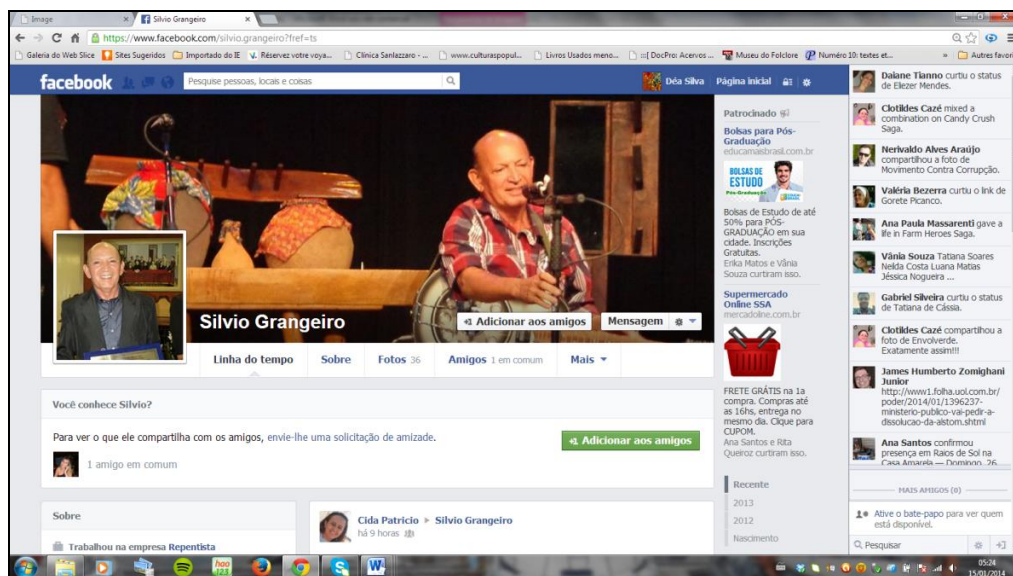 Image
Silvio Grangeiro
https://www.facebook.com/silvio.grangeiro?fref=ts
Galeria do Web Slice
Sites Sugeridos
Importado do IE
Réservez votre voya...
Clínica Sanlazzaro - ...
www.culturaspopul...
Livros Usados meno...
::[ DocPro: Acervos ...
Museu do Folclore
Numéro 10: textes et...
»
Autres favoris
facebook
Pesquise pessoas, locais e coisas
Déa Silva
Página inicial
Silvio Grangeiro
Adicionar aos amigos
Mensagem
Linha do tempo
Sobre
Fotos 36
Amigos 1 em comum
Mais
Você conhece Silvio?
Para ver o que ele compartilha com os amigos, envie-lhe uma solicitação de amizade.
Adicionar aos amigos
1 amigo em comum
Sobre
Trabalhou na empresa Repentista
Cida Patricio ▸ Silvio Grangeiro
há 9 horas
Patrocinado
Bolsas para Pós-
Graduação
educamaisbrasil.com.br
BOLSAS DE
ESTUDO
Pós-Graduação
Bolsas de Estudo de até
50% para PÓS-
GRADUAÇÃO em sua
cidade. Inscrições
Gratuitas.
Erika Matos e Vânia
Souza curtiram isso.
Supermercado
Online SSA
mercadoline.com.br
FRETE GRÁTIS na 1a
compra. Compras até
as 16hs, entrega no
mesmo dia. Clique para
CUPOM.
Ana Santos e Rita
Queiroz curtiram isso.
Recente
2013
2012
Nascimento
Daiane Tianno curtiu o status
de Eliezer Mendes.
Clotildes Cazé mixed a
combination on Candy Crush
Saga.
Nerivaldo Alves Araújo
compartilhou a foto de
Movimento Contra Corrupção.
Valéria Bezerra curtiu o link de
Gorete Picanco.
Ana Paula Massarenti gave a
life in Farm Heroes Saga.
Vânia Souza Tatiana Soares
Neilda Costa Luana Matias
Jéssica Nogueira ...
Gabriel Silveira curtiu o status
de Tatiana de Cássia.
Clotildes Cazé compartilhou a
foto de Envolverde.
Exatamente assim!!!
James Humberto Zomighani
Junior
http://www1.folha.uol.com.br/
poder/2014/01/1396237-
ministerio-publico-vai-pedir-a-
dissolucao-da-alstom.shtml
Ana Santos confirmou
presença em Raios de Sol na
Casa Amarela — Domingo, 26
MAIS AMIGOS (0)
Ative o bate-papo para ver quem
está disponível.
Pesquisar
hao
123
05:24
15/01/2014